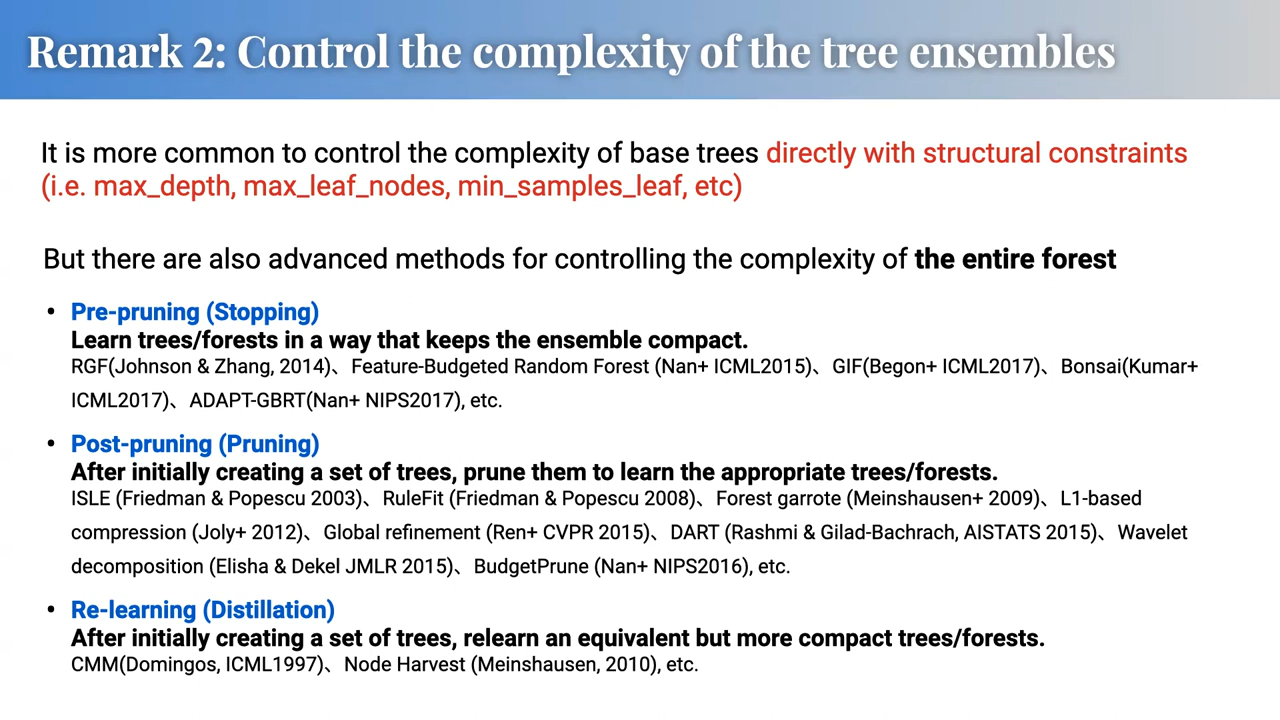 Remark 2: Control the complexity of the tree ensembles
It is more common to control the complexity of base trees directly with structural constraints
(i.e. max_depth, max_leaf_nodes, min_samples_leaf, etc)
But there are also advanced methods for controlling the complexity of the entire forest
• Pre-pruning (Stopping)
Learn trees/forests in a way that keeps the ensemble compact.
RGF(Johnson & Zhang, 2014)、Feature-Budgeted Random Forest (Nan+ ICML2015)、GIF(Begon+ ICML2017)、Bonsai(Kumar+
ICML2017)、ADAPT-GBRT(Nan+ NIPS2017), etc.
• Post-pruning (Pruning)
After initially creating a set of trees, prune them to learn the appropriate trees/forests.
ISLE (Friedman & Popescu 2003)、RuleFit (Friedman & Popescu 2008)、Forest garrote (Meinshausen+ 2009)、L1-based
compression (Joly+ 2012)、Global refinement (Ren+ CVPR 2015)、DART (Rashmi & Gilad-Bachrach, AISTATS 2015)、Wavelet
decomposition (Elisha & Dekel JMLR 2015)、BudgetPrune (Nan+ NIPS2016), etc.
• Re-learning (Distillation)
After initially creating a set of trees, relearn an equivalent but more compact trees/forests.
CMM(Domingos, ICML1997)、Node Harvest (Meinshausen, 2010), etc.